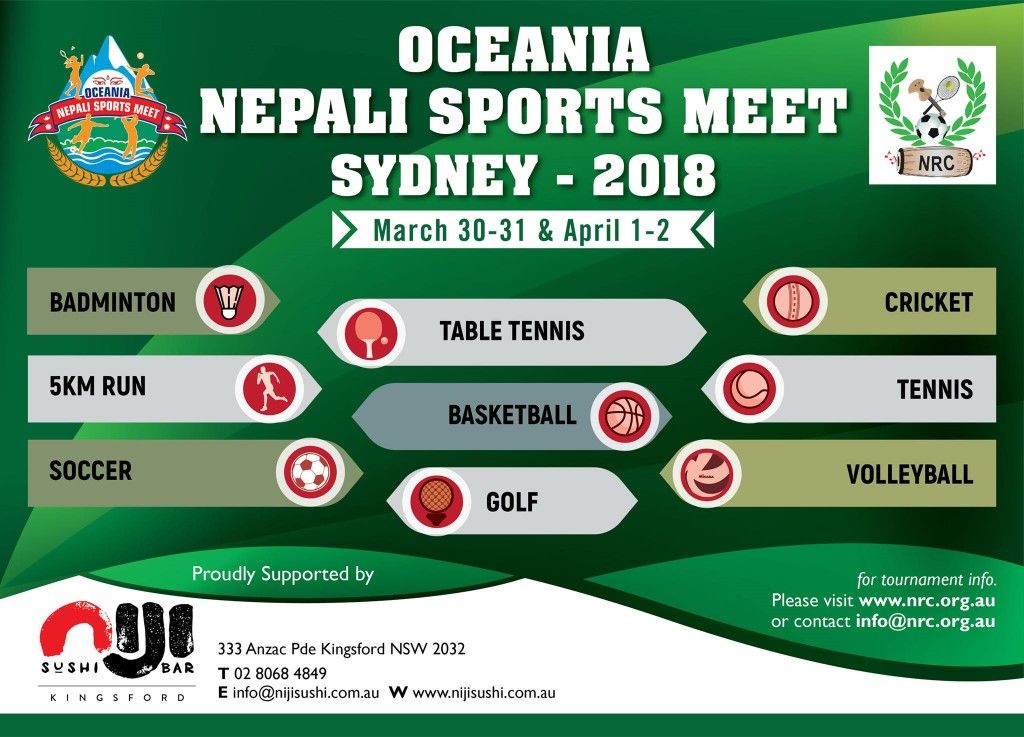 OCEANIA
NEPALI SPORTS MEET
SYDNEY - 2018
March 30-31 & April 1-2
OCEANIA
NEPALI SPORTS MEET
NRC
BADMINTON
5KM RUN
SOCCER
TABLE TENNIS
BASKETBALL
GOLF
CRICKET
TENNIS
VOLLEYBALL
Proudly Supported by
NIJI
SUSHI BAR
KINGSFORD
333 Anzac Pde Kingsford NSW 2032
T 02 8068 4849
E info@nijisushi.com.au W www.nijisushi.com.au
for tournament info.
Please visit www.nrc.org.au
or contact info@nrc.org.au